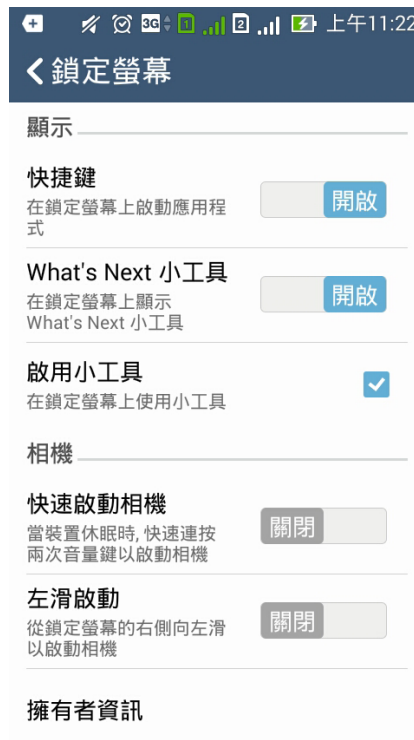 3G 1 2 上午11:22
鎖定螢幕
顯示
快捷鍵
在鎖定螢幕上啟動應用程
式
開啟
What's Next 小工具
在鎖定螢幕上顯示
What's Next 小工具
開啟
啟用小工具
在鎖定螢幕上使用小工具
相機
快速啟動相機
當裝置休眠時, 快速連按
兩次音量鍵以啟動相機
關閉
左滑啟動
從鎖定螢幕的右側向左滑
以啟動相機
關閉
擁有者資訊